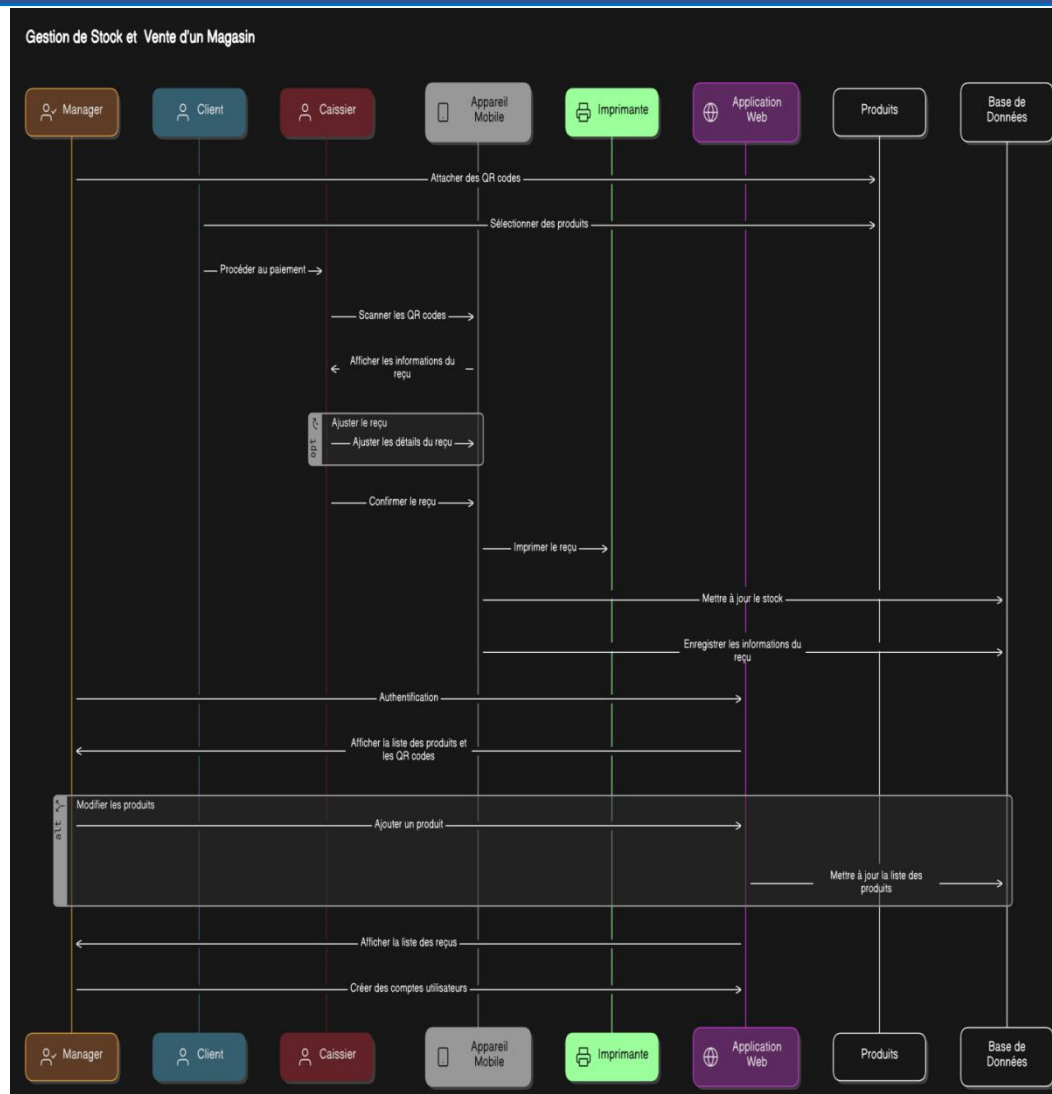 Gestion de Stock et Vente d'un Magasin
Manager
Client
Caissier
Appareil
Mobile
Imprimante
Application
Web
Produits
Base de
Données
Attacher des QR codes
Sélectionner des produits
Procéder au paiement
Scanner les QR codes
Afficher les informations du
reçu
opt
Ajuster le reçu
Ajuster les détails du reçu
Confirmer le reçu
Imprimer le reçu
Mettre à jour le stock
Enregistrer les informations du
reçu
Authentification
Afficher la liste des produits et
les QR codes
alt
Modifier les produits
Ajouter un produit
Mettre à jour la liste des
produits
Afficher la liste des reçus
Créer des comptes utilisateurs
Manager
Client
Caissier
Appareil
Mobile
Imprimante
Application
Web
Produits
Base de
Données